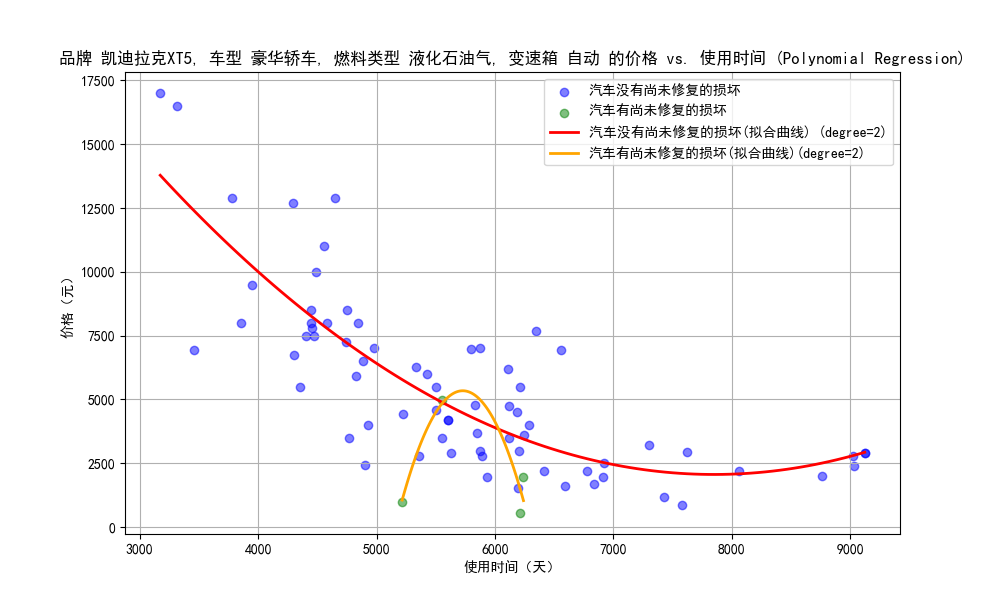 品牌 凯迪拉克XT5, 车型 豪华轿车, 燃料类型 液化石油气, 变速箱 自动 的价格 vs. 使用时间 (Polynomial Regression)
汽车没有尚未修复的损坏
汽车有尚未修复的损坏
汽车没有尚未修复的损坏(拟合曲线) (degree=2)
汽车有尚未修复的损坏(拟合曲线)(degree=2)
价格（元）
17500
15000
12500
10000
7500
5000
2500
0
3000 4000 5000 6000 7000 8000 9000
使用时间（天）